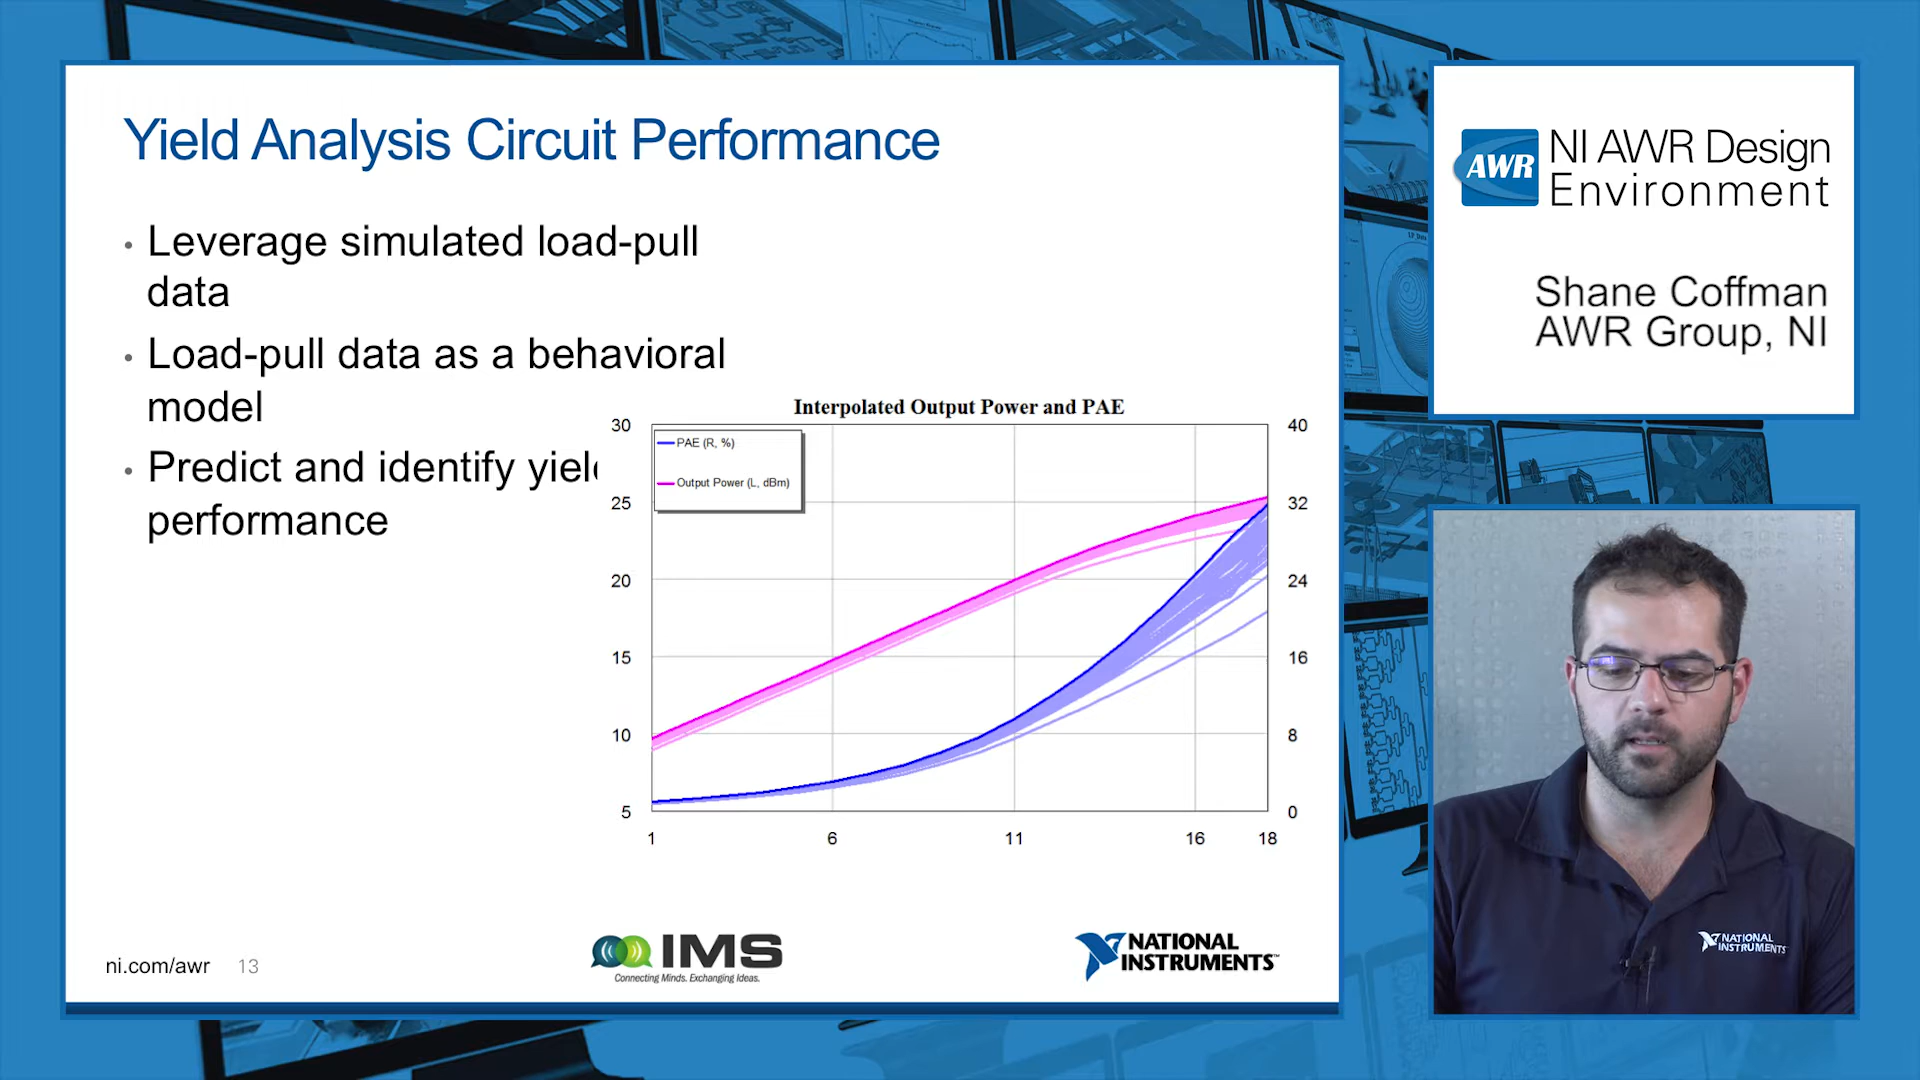 Yield Analysis Circuit Performance
• Leverage simulated load-pull
data
• Load-pull data as a behavioral
model
• Predict and identify
performance
Interpolated Output Power and PAE
PAE (R, %)
Output Power (L, dBm)
30
25
20
15
10
5
40
32
24
16
8
0
1 6 11 16 18
ni.com/awr 13
IMS
Connecting Minds. Exchanging Ideas.
NATIONAL
INSTRUMENTS™
AWR
NI AWR Design
Environment
Shane Coffman
AWR Group, NI
NATIONAL
INSTRUMENTS